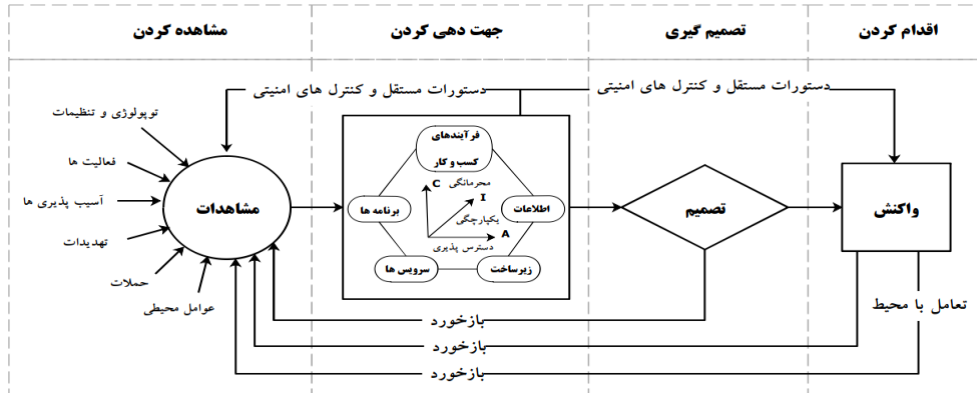 مشاهده کردن
جهت دهی کردن
تصمیم گیری
اقدام کردن
دستورات مستقل و کنترل های امنیتی
دستورات مستقل و کنترل های امنیتی
توپولوژی و تنظیمات
فعالیت ها
آسیب پذیری ها
تهدیدات
حملات
عوامل محیطی
مشاهدات
فرآیندهای
کسب و کار
برنامه ها
اطلاعات
سرویس ها
زیرساخت
C
محرمانگی
I
یکپارچگی
A
دسترس پذیری
تصمیم
واکنش
تعامل با محیط
بازخورد
بازخورد
بازخورد